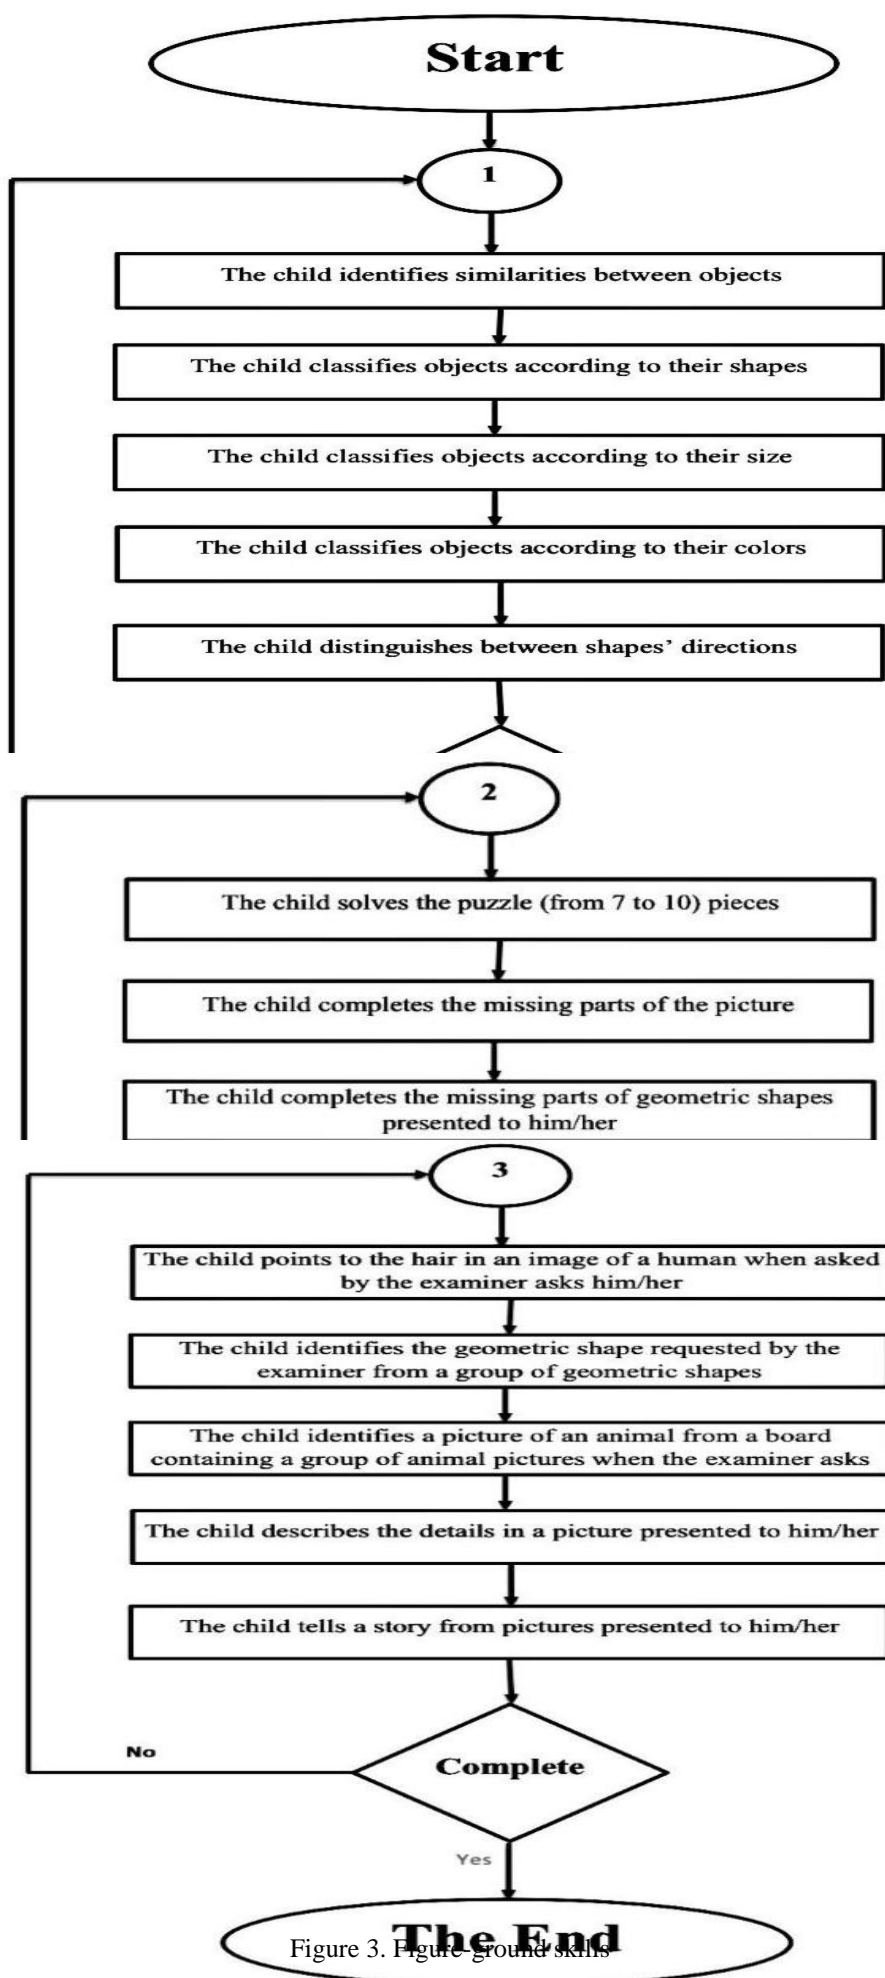 Start
1
The child identifies similarities between objects
The child classifies objects according to their shapes
The child classifies objects according to their size
The child classifies objects according to their colors
The child distinguishes between shapes' directions
2
The child solves the puzzle (from 7 to 10) pieces
The child completes the missing parts of the picture
The child completes the missing parts of geometric shapes
presented to him/her
3
The child points to the hair in an image of a human when asked
by the examiner asks him/her
The child identifies the geometric shape requested by the
examiner from a group of geometric shapes
The child identifies a picture of an animal from a board
containing a group of animal pictures when the examiner asks
The child describes the details in a picture presented to him/her
The child tells a story from pictures presented to him/her
No
Complete
Yes
The End
Figure 3. Figure-ground skills